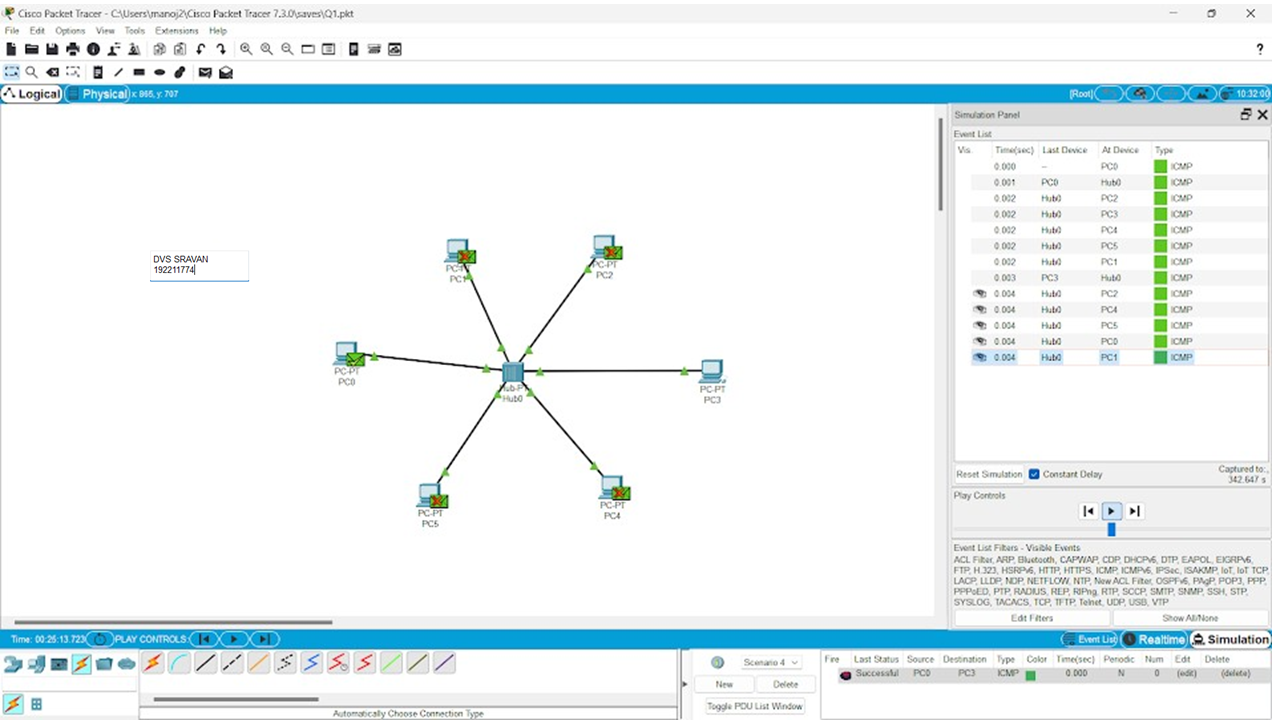 Cisco Packet Tracer - C:\Users\manoj2\Cisco Packet Tracer 7.3.0\saves\Q1.pkt
File Edit Options View Tools Extensions Help
?
Logical Physical x: 865, y: 707 [Root] 10:32:00
Simulation Panel
Event List
Vis. Time(sec) Last Device At Device Type
0.000 -- PC0 ICMP
0.001 PC0 Hub0 ICMP
0.002 Hub0 PC2 ICMP
0.002 Hub0 PC3 ICMP
0.002 Hub0 PC4 ICMP
0.002 Hub0 PC5 ICMP
0.002 Hub0 PC1 ICMP
0.003 PC3 Hub0 ICMP
0.004 Hub0 PC2 ICMP
0.004 Hub0 PC4 ICMP
0.004 Hub0 PC5 ICMP
0.004 Hub0 PC0 ICMP
0.004 Hub0 PC1 ICMP
DVS SRAVAN
192211774
PC-PT
PC1
PC-PT
PC2
PC-PT
PC0
Hub-PT
Hub0
PC-PT
PC3
PC-PT
PC5
PC-PT
PC4
Reset Simulation Constant Delay
Captured to:
342.647 s
Play Controls
Event List Filters - Visible Events
ACL Filter, ARP, Bluetooth, CAPWAP, CDP, DHCPv6, DTP, EAPOL, EIGRPv6,
FTP, H.323, HSRPv6, HTTP, HTTPS, ICMP, ICMPv6, IPSec, ISAKMP, IoT, IoT TCP,
LACP, LLDP, NDP, NETFLOW, NTP, New ACL Filter, OSPFv6, PAgP, POP3, PPP,
PPPoED, PTP, RADIUS, REP, RIPng, RTP, SCCP, SMTP, SNMP, SSH, STP,
SYSLOG, TACACS, TCP, TFTP, Telnet, UDP, USB, VTP
Edit Filters Show All/None
Time: 00:25:13.723 PLAY CONTROLS: Event List Realtime Simulation
Scenario 4
New Delete
Toggle PDU List Window
Fire Last Status Source Destination Type Color Time(sec) Periodic Num Edit Delete
Successful PC0 PC3 ICMP 0.000 N 0 (edit) (delete)
Automatically Choose Connection Type